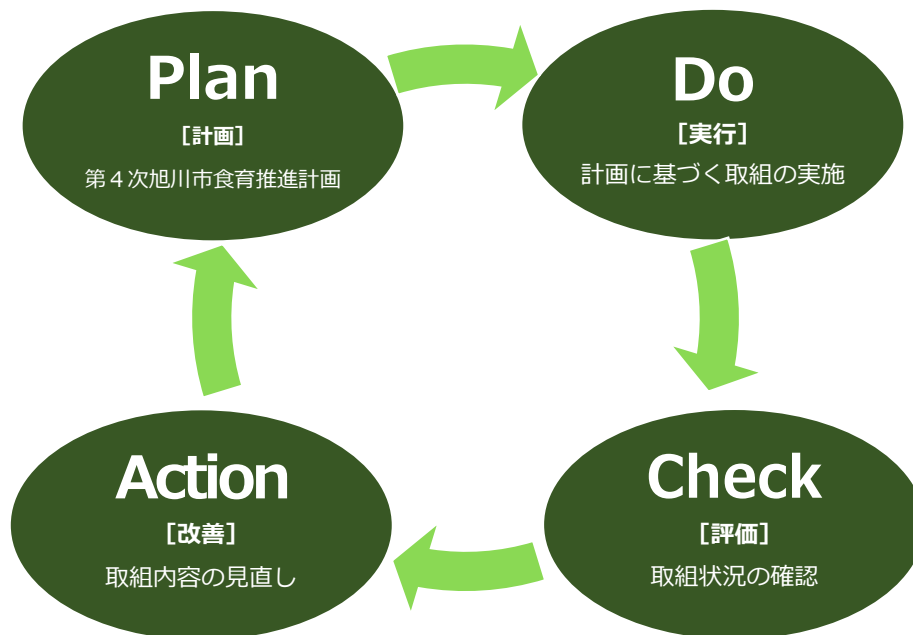 Plan
［計画］
第４次旭川市食育推進計画
Do
［実行］
計画に基づく取組の実施
Action
［改善］
取組内容の見直し
Check
［評価］
取組状況の確認